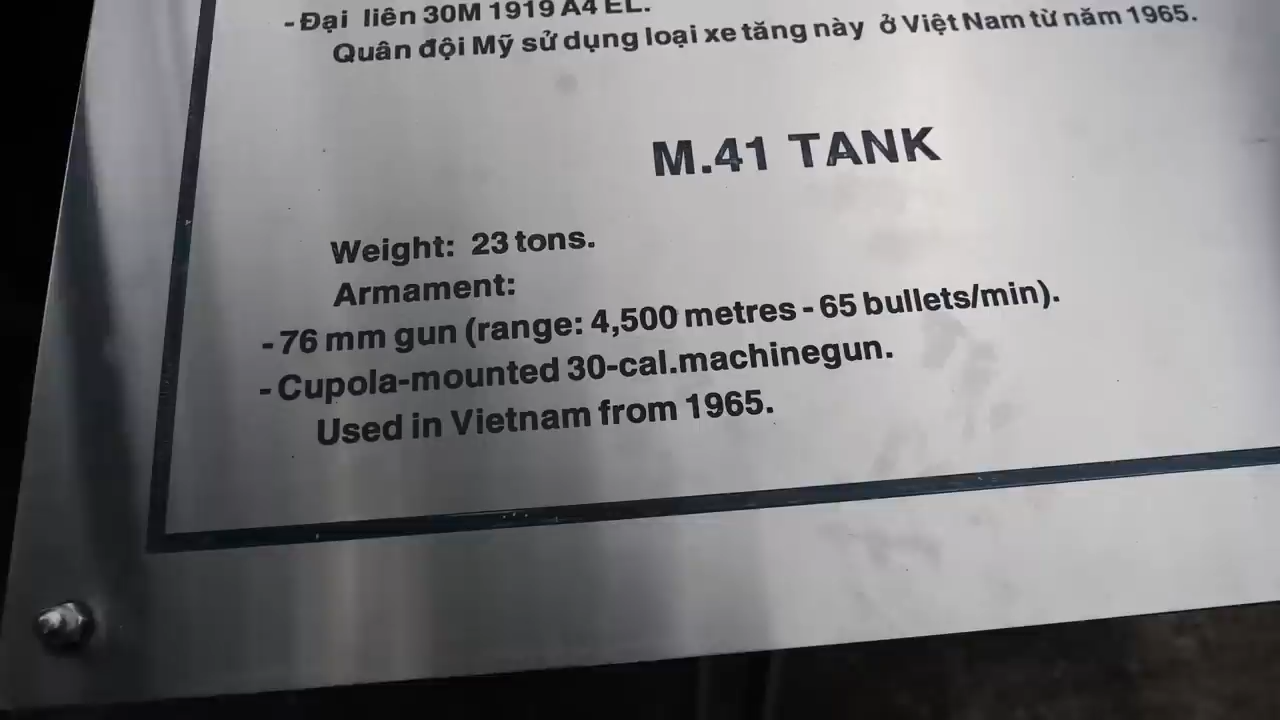 - Đại liên 30M 1919 A4 EL.
Quân đội Mỹ sử dụng loại xe tăng này ở Việt Nam từ năm 1965.
M.41 TANK
Weight: 23 tons.
Armament:
- 76 mm gun (range: 4,500 metres - 65 bullets/min).
- Cupola-mounted 30-cal.machinegun.
Used in Vietnam from 1965.